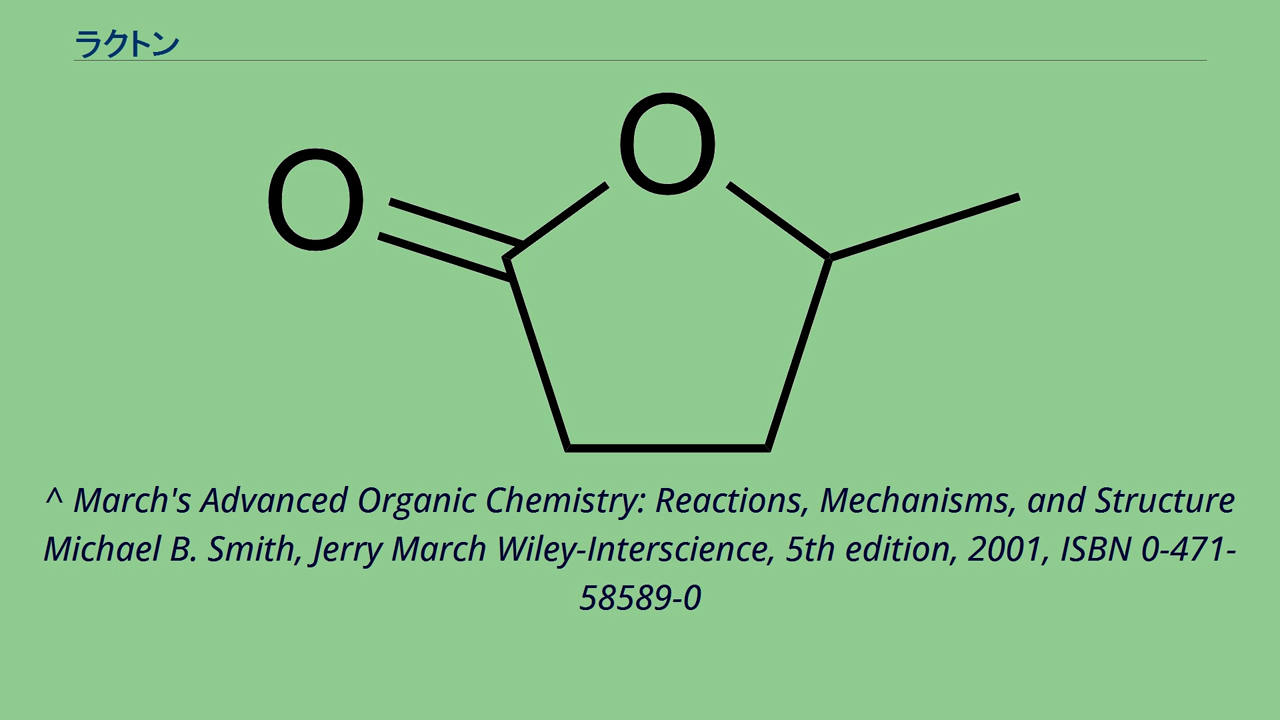 ラクトン
O
O
^ March's Advanced Organic Chemistry: Reactions, Mechanisms, and Structure
Michael B. Smith, Jerry March Wiley-Interscience, 5th edition, 2001, ISBN 0-471-
58589-0